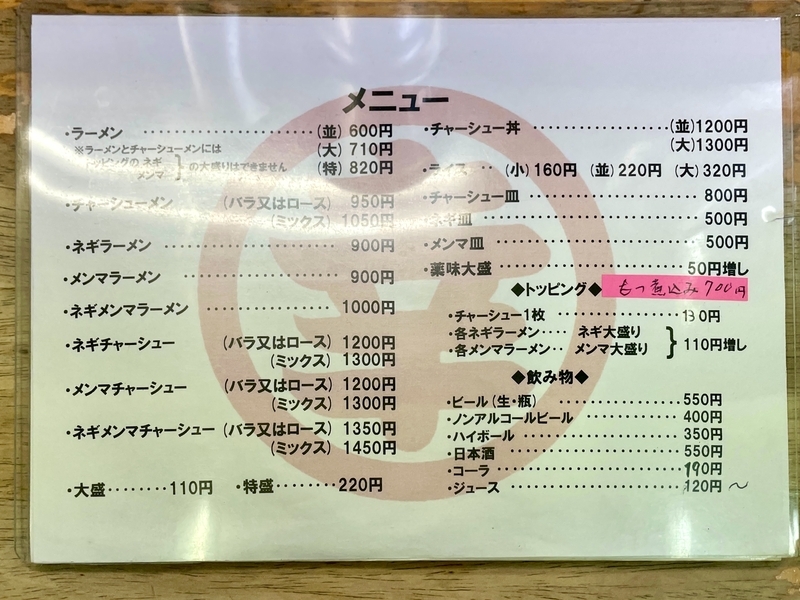 メニュー
・ラーメン ‥‥‥‥‥‥‥‥ (並) 600円
※ラーメンとチャーシューメンには (大) 710円
トッピングの ネギ メンマ } の大盛りはできません (特) 820円
・チャーシューメン (バラ又はロース) 950円
(ミックス) 1050円
・ネギラーメン ‥‥‥‥‥‥‥‥ 900円
・メンマラーメン ‥‥‥‥‥‥‥‥ 900円
・ネギメンマラーメン ‥‥‥‥‥‥ 1000円
・ネギチャーシュー (バラ又はロース) 1200円
(ミックス) 1300円
・メンマチャーシュー (バラ又はロース) 1200円
(ミックス) 1300円
・ネギメンマチャーシュー (バラ又はロース) 1350円
(ミックス) 1450円
・大盛‥‥‥‥110円 ・特盛‥‥‥‥220円
・チャーシュー丼 ‥‥‥‥‥‥‥ (並)1200円
(大)1300円
・ライス‥‥ (小) 160円 (並) 220円 (大) 320円
・チャーシュー皿 ‥‥‥‥‥‥‥‥ 800円
・ネギ皿 ‥‥‥‥‥‥‥‥ 500円
・メンマ皿 ‥‥‥‥‥‥‥‥ 500円
・薬味大盛 ‥‥‥‥‥‥‥‥ 50円増し
◆トッピング◆ もつ煮込み700円
・チャーシュー1枚 ‥‥‥‥‥‥
・各ネギラーメン‥‥ ネギ大盛り
・各メンマラーメン‥‥ メンマ大盛り } 110円増し
◆飲み物◆
・ビール (生・瓶) ‥‥‥‥‥‥‥ 550円
・ノンアルコールビール ‥‥‥‥‥ 400円
・ハイボール ‥‥‥‥‥‥‥ 350円
・日本酒 ‥‥‥‥‥‥‥‥ 550円
・コーラ ‥‥‥‥‥‥‥‥ 190円
・ジュース ‥‥‥‥‥‥‥‥ 120円 〜